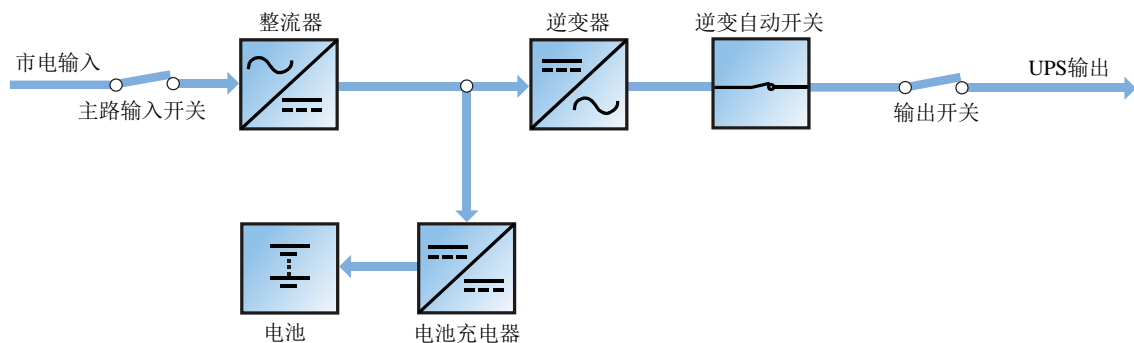 整流器
逆变器
逆变自动开关
市电输入
UPS输出
主路输入开关
输出开关
电池
电池充电器